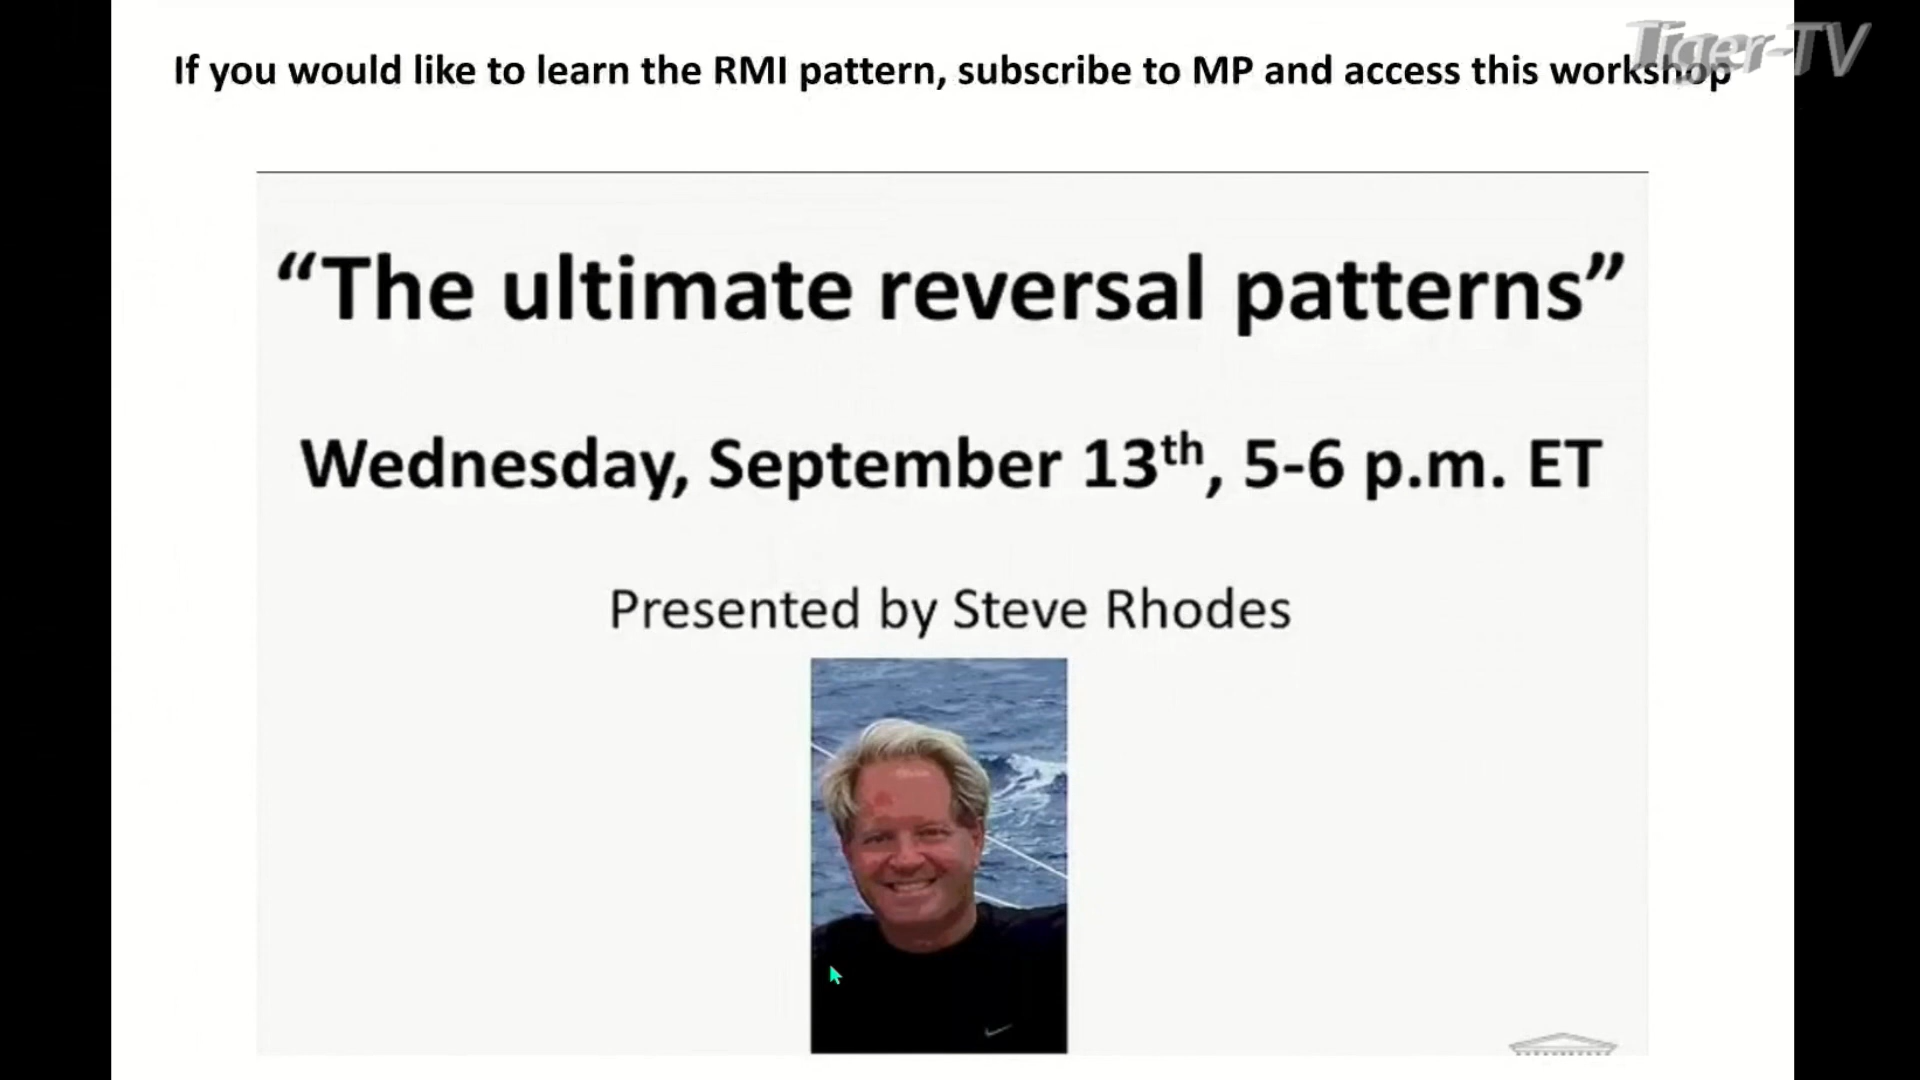 Tiger-TV
If you would like to learn the RMI pattern, subscribe to MP and access this workshop
“The ultimate reversal patterns”
Wednesday, September 13th, 5-6 p.m. ET
Presented by Steve Rhodes